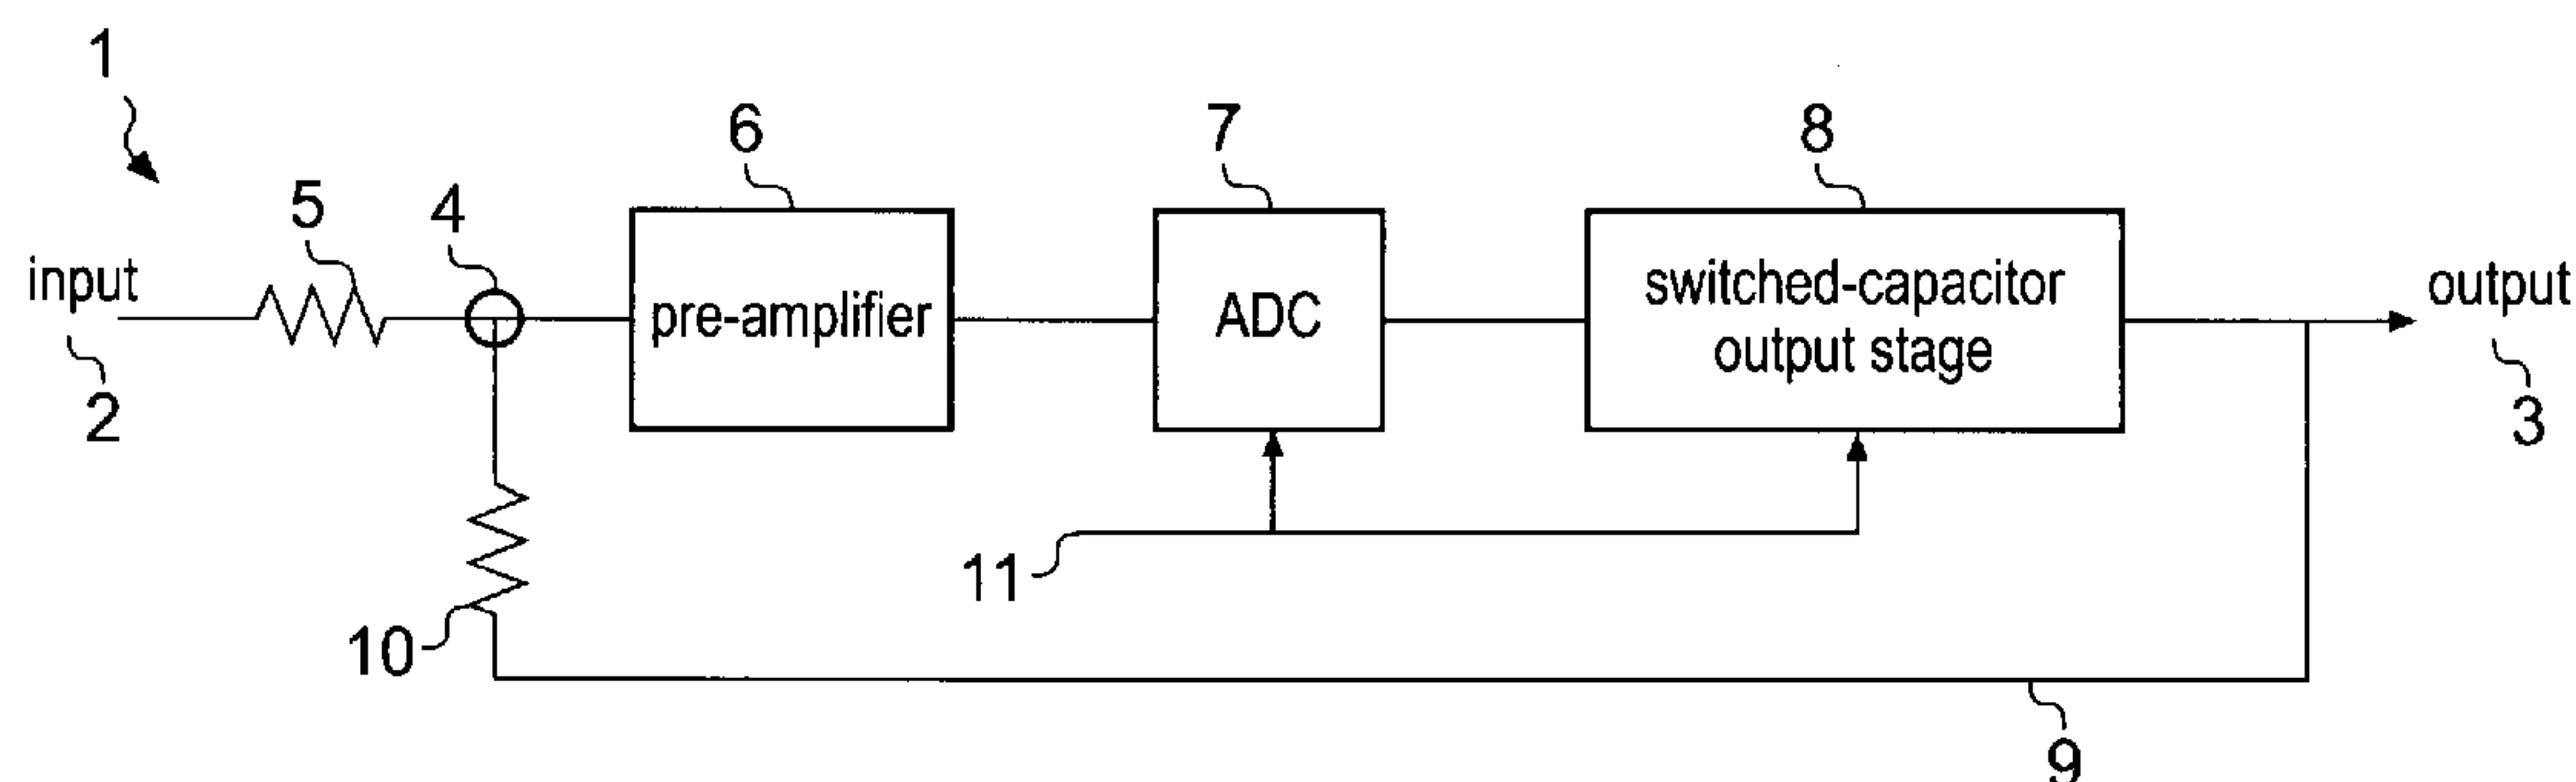 1
6
7
8
5
4
input
pre-amplifier
ADC
switched-capacitor
output stage
output
2
3
11
10
9